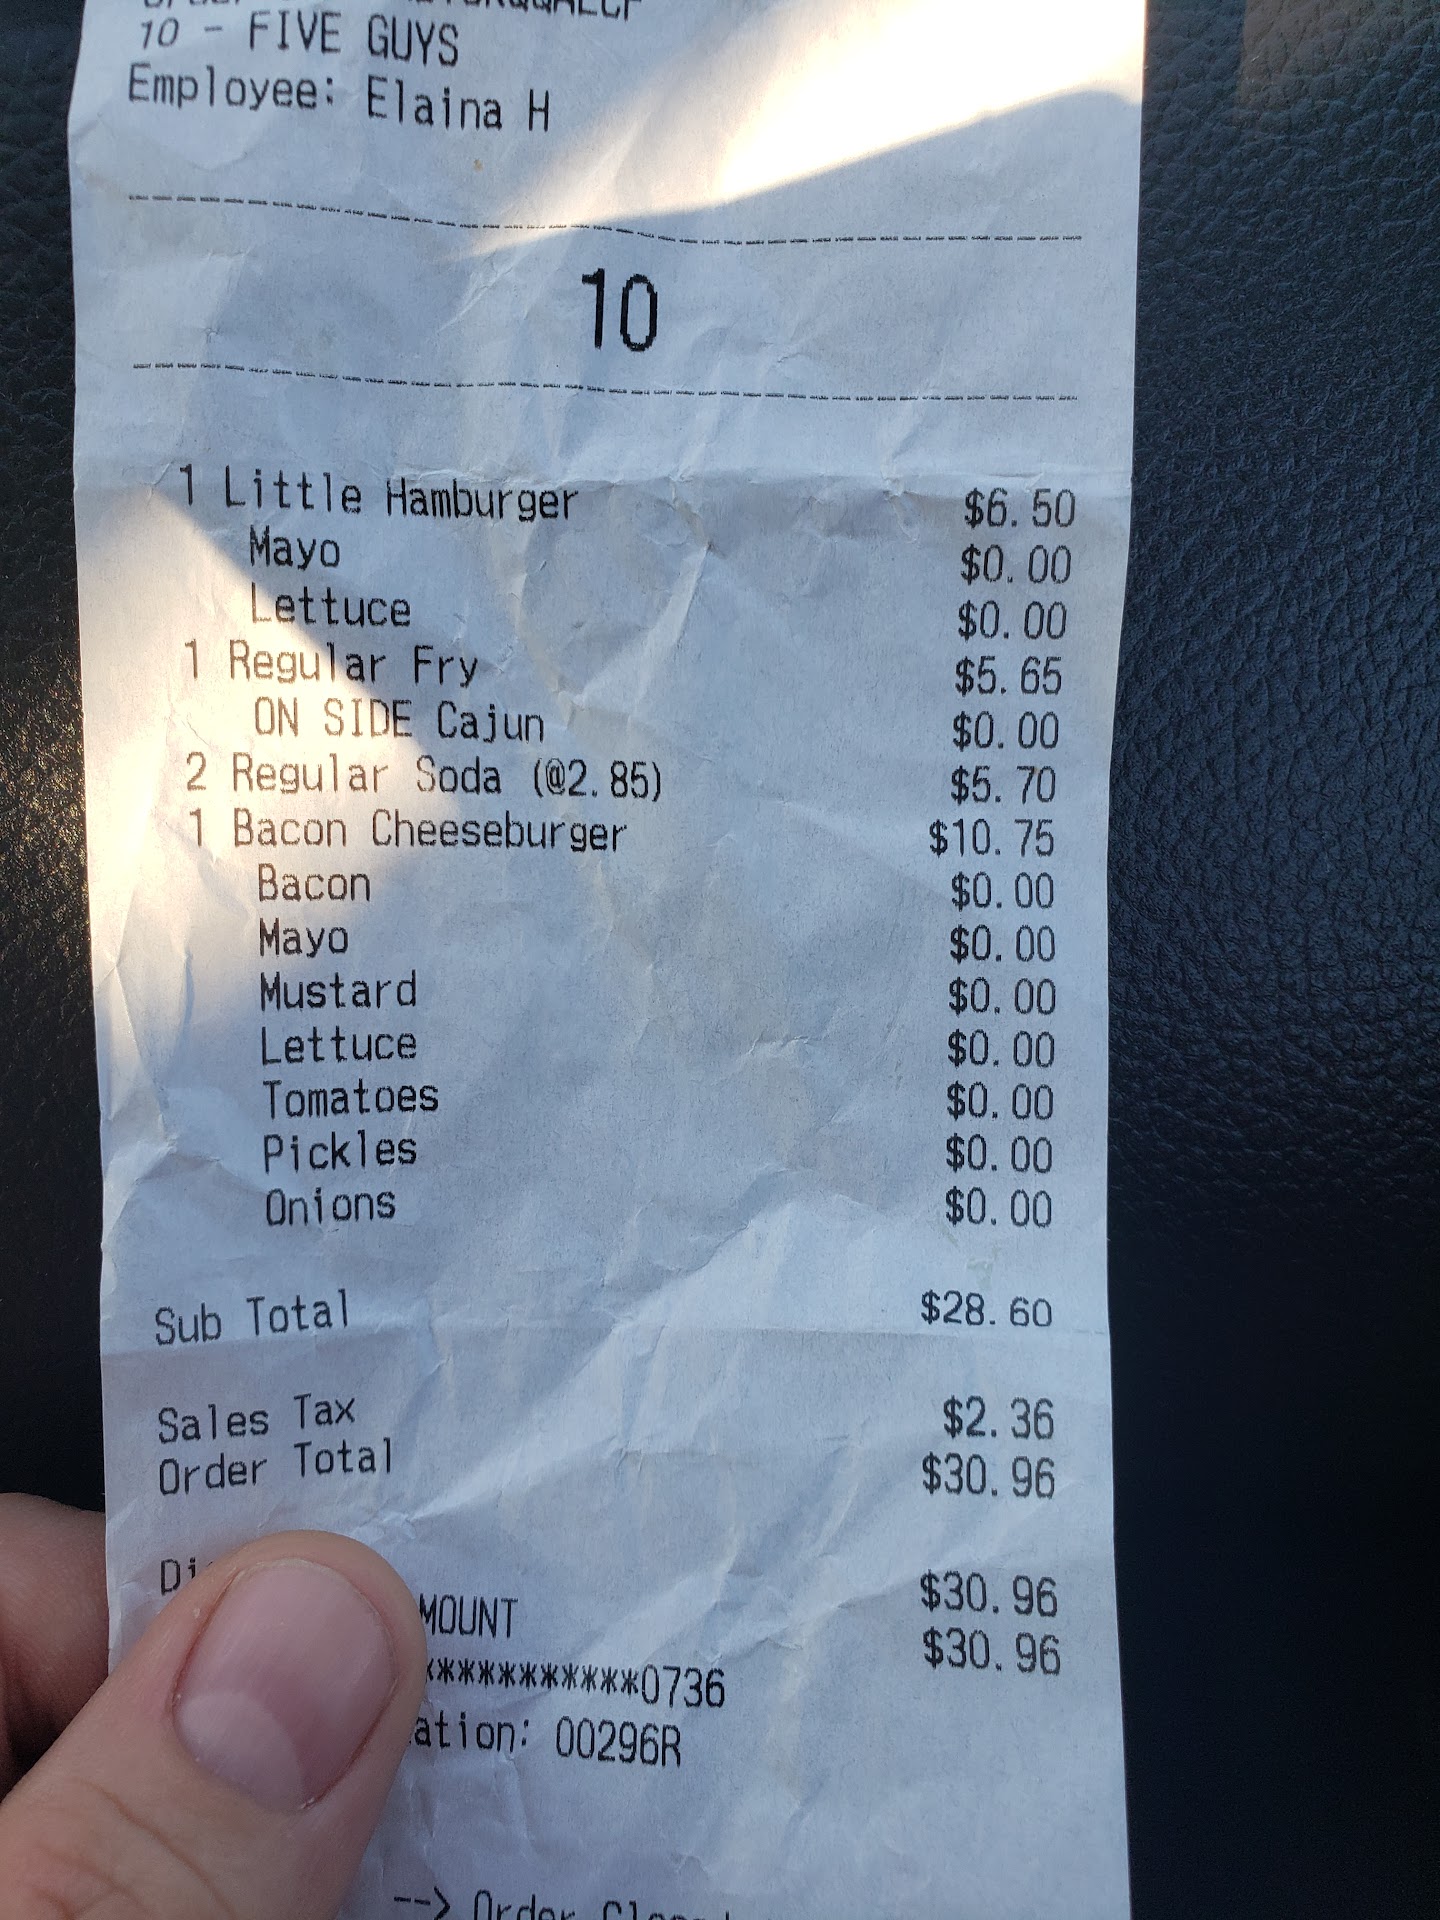 10 - FIVE GUYS
Employee: Elaina H
10
1 Little Hamburger $6.50
Mayo $0.00
Lettuce $0.00
1 Regular Fry $5.65
ON SIDE Cajun $0.00
2 Regular Soda (@2.85) $5.70
1 Bacon Cheeseburger $10.75
Bacon $0.00
Mayo $0.00
Mustard $0.00
Lettuce $0.00
Tomatoes $0.00
Pickles $0.00
Onions $0.00
Sub Total $28.60
Sales Tax $2.36
Order Total $30.96
$30.96
MOUNT $30.96
***********0736
ation: 00296R
--> Order